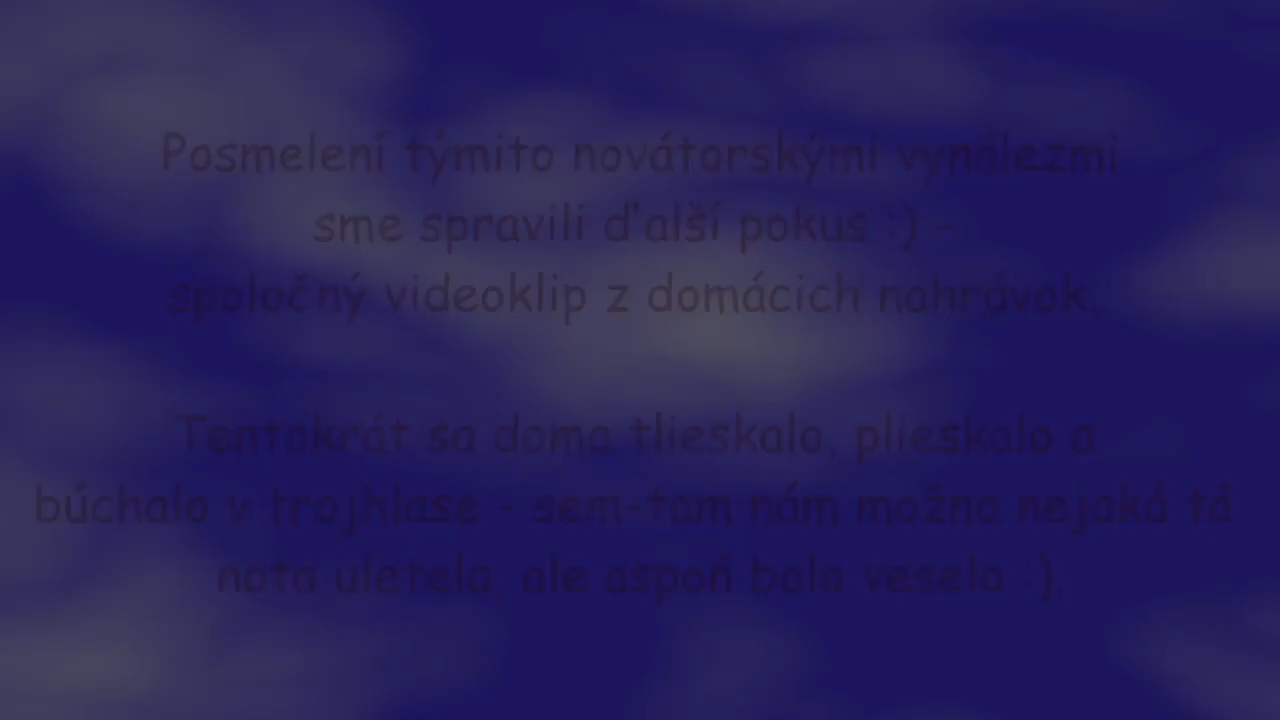 Posmelení týmito novátorskými vynálezmi
sme spravili ďalší pokus :) -
spoločný videoklip z domácich nahrávok.
Tentokrát sa doma tlieskalo, plieskalo a
búchalo v trojhlase - sem-tam nám možno nejaká tá
nota uletela, ale aspoň bolo veselo :).